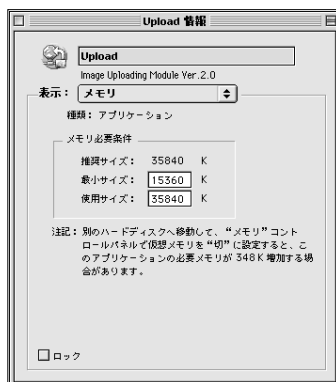 Upload 情報
Upload
Image Uploading Module Ver.2.0
表示： メモリ
種類： アプリケーション
メモリ必要条件
推奨サイズ： 35840 K
最小サイズ： 15360 K
使用サイズ： 35840 K
注記： 別のハードディスクへ移動して、“メモリ”コント
ロールパネルで仮想メモリを“切”に設定すると、こ
のアプリケーションの必要メモリが 348K 増加する場
合があります。
ロック